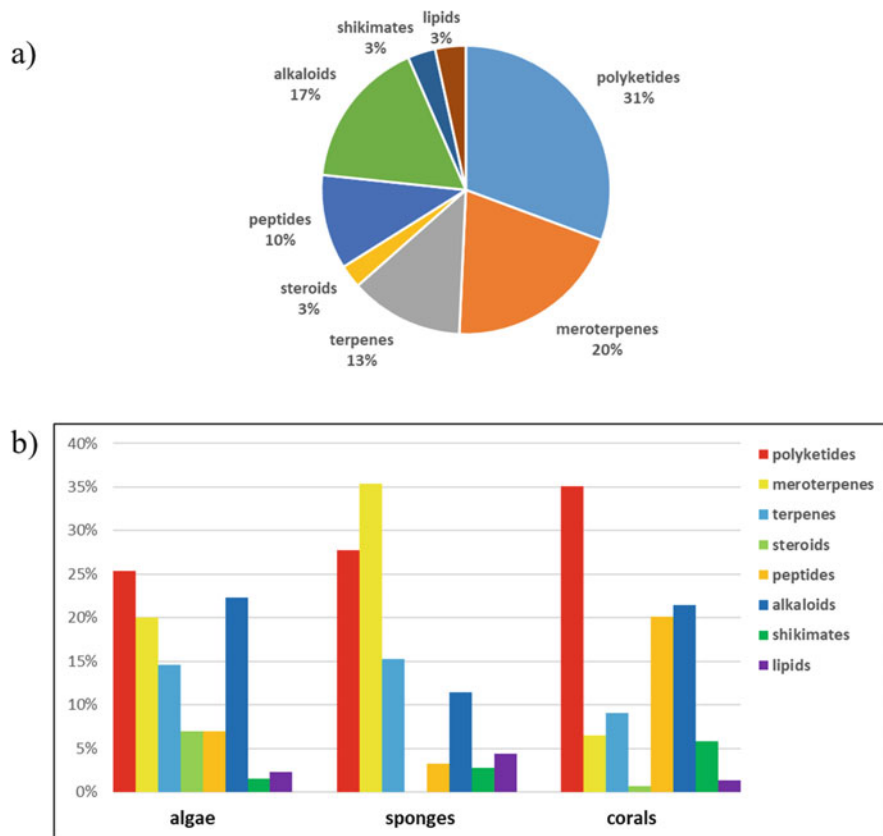 a)
lipids
3%
shikimates
3%
alkaloids
17%
polyketides
31%
peptides
10%
steroids
3%
terpenes
13%
meroterpenes
20%
b)
40%
35%
30%
25%
20%
15%
10%
5%
0%
algae
sponges
corals
polyketides
meroterpenes
terpenes
steroids
peptides
alkaloids
shikimates
lipids